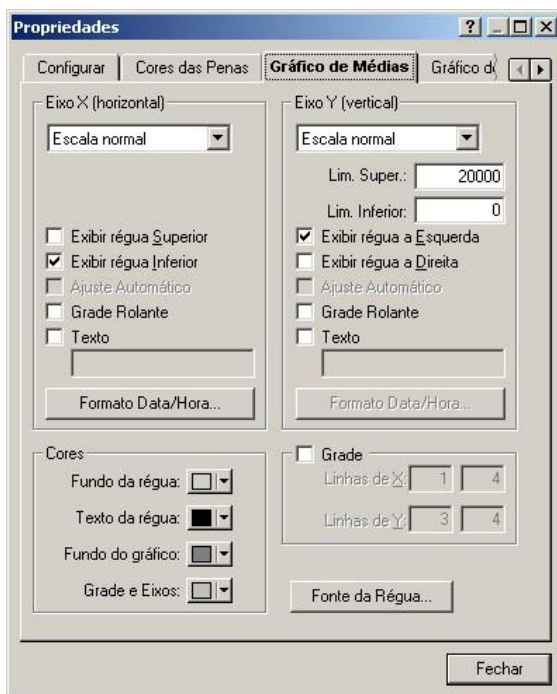 Propriedades
Configurar Cores das Penas Gráfico de Médias Gráfico d
Eixo X (horizontal)
Escala normal
Exibir régua Superior
Exibir régua Inferior
Ajuste Automático
Grade Rolante
Texto
Formato Data/Hora...
Eixo Y (vertical)
Escala normal
Lim. Super.: 20000
Lim. Inferior: 0
Exibir régua a Esquerda
Exibir régua a Direita
Ajuste Automático
Grade Rolante
Texto
Formato Data/Hora...
Cores
Fundo da régua:
Texto da régua:
Fundo do gráfico:
Grade e Eixos:
Grade
Linhas de X: 1 4
Linhas de Y: 3 4
Fonte da Régua...
Fechar